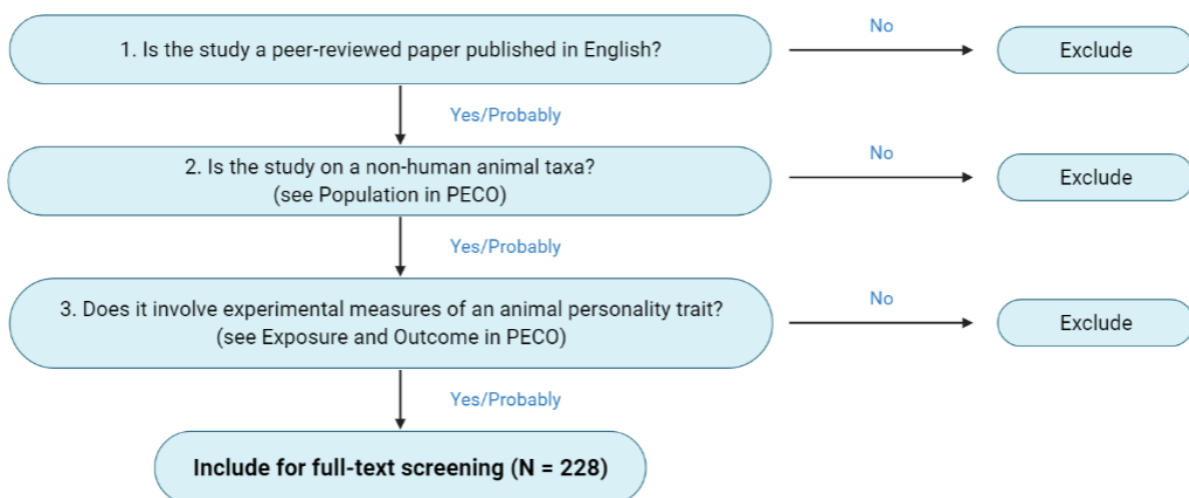 1. Is the study a peer-reviewed paper published in English?
No
Exclude
Yes/Probably
2. Is the study on a non-human animal taxa?
(see Population in PECO)
No
Exclude
Yes/Probably
3. Does it involve experimental measures of an animal personality trait?
(see Exposure and Outcome in PECO)
No
Exclude
Yes/Probably
Include for full-text screening (N = 228)